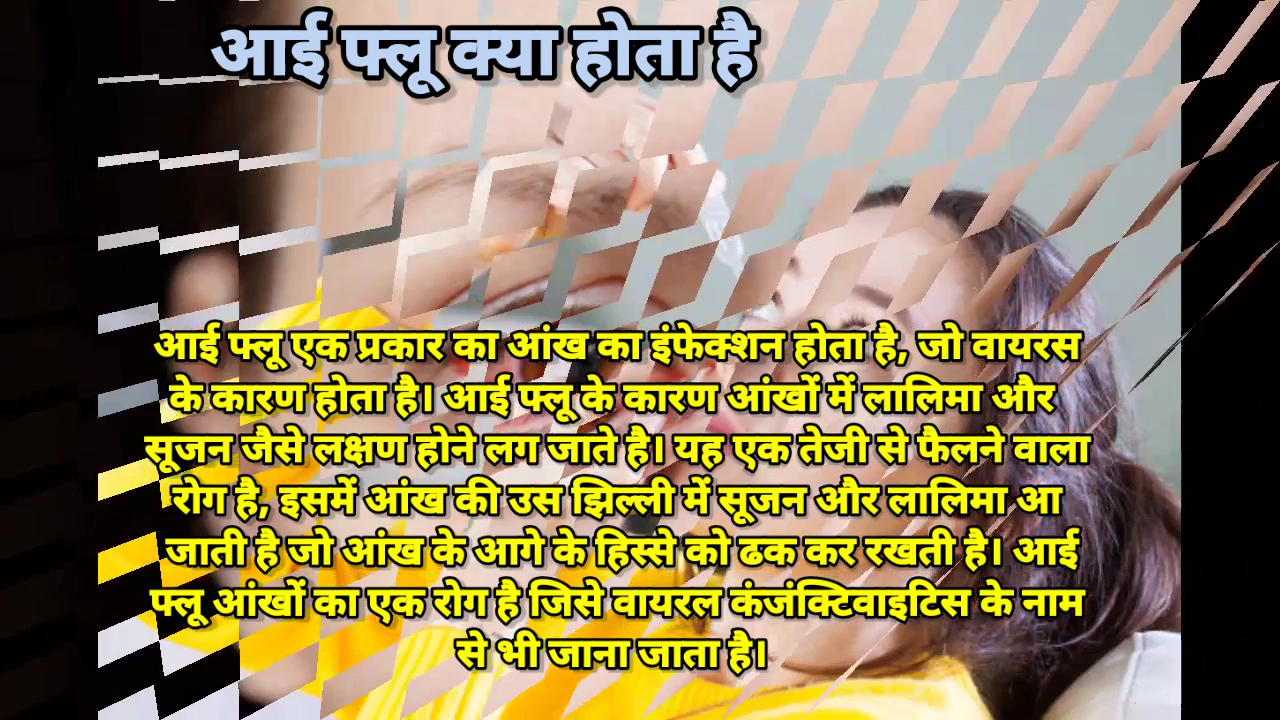 आई फ्लू क्या होता है
आई फ्लू एक प्रकार का आंख का इंफेक्शन होता है, जो वायरस
के कारण होता है। आई फ्लू के कारण आंखों में लालिमा और
सूजन जैसे लक्षण होने लग जाते है। यह एक तेजी से फैलने वाला
रोग है, इसमें आंख की उस झिल्ली में सूजन और लालिमा आ
जाती है जो आंख के आगे के हिस्से को ढक कर रखती है। आई
फ्लू आंखों का एक रोग है जिसे वायरल कंजंक्टिवाइटिस के नाम
से भी जाना जाता है।